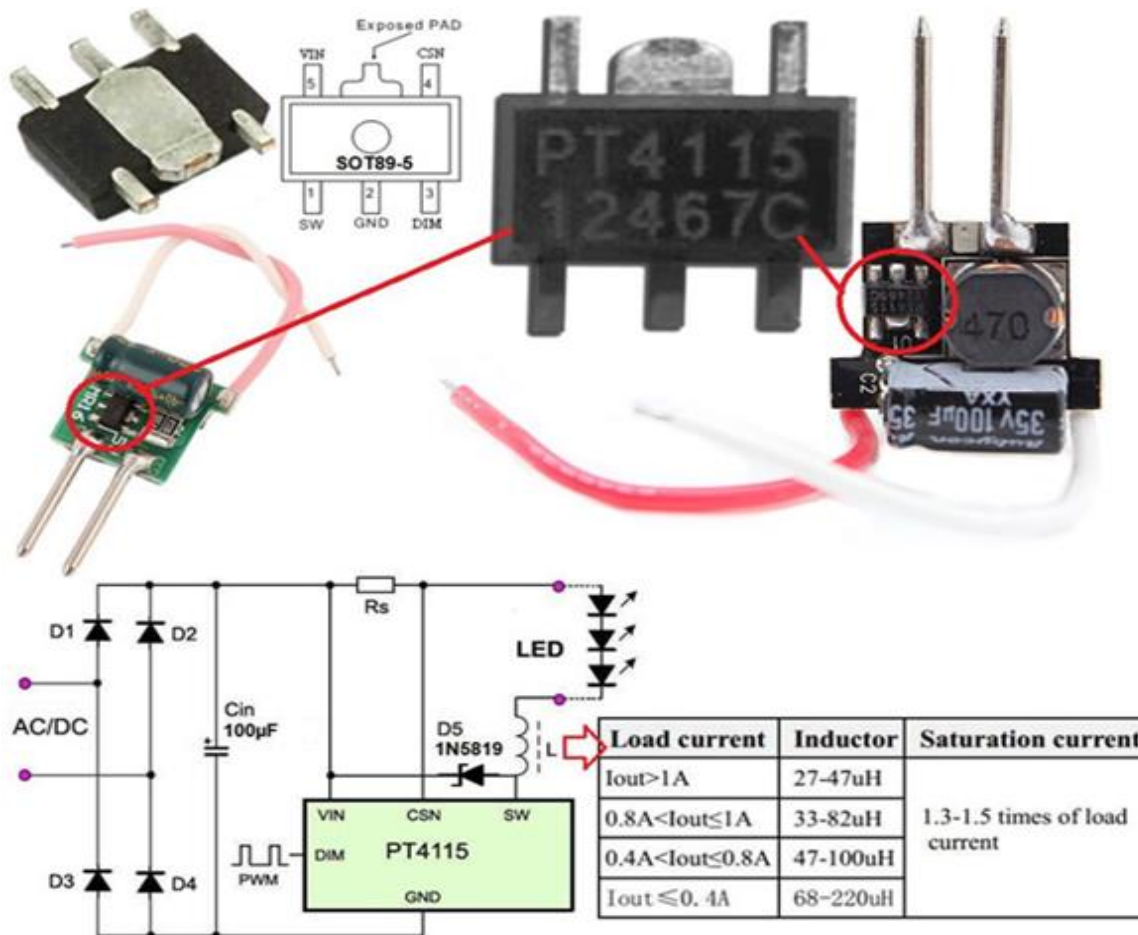 Exposed PAD
VIN
CSN
5
4
SOT89-5
1
2
3
SW
GND
DIM
PT4115
12467C
470
C2
35v100µF
YXA
Rubycon
35
MR16
Rs
D1
D2
LED
Cin
100µF
AC/DC
D5
1N5819
L
VIN
CSN
SW
DIM
PT4115
PWM
GND
D3
D4
Load current
Inductor
Saturation current
Iout>1A
27-47uH
0.8A<Iout≤1A
33-82uH
1.3-1.5 times of load
current
0.4A<Iout≤0.8A
47-100uH
Iout≤0.4A
68-220uH